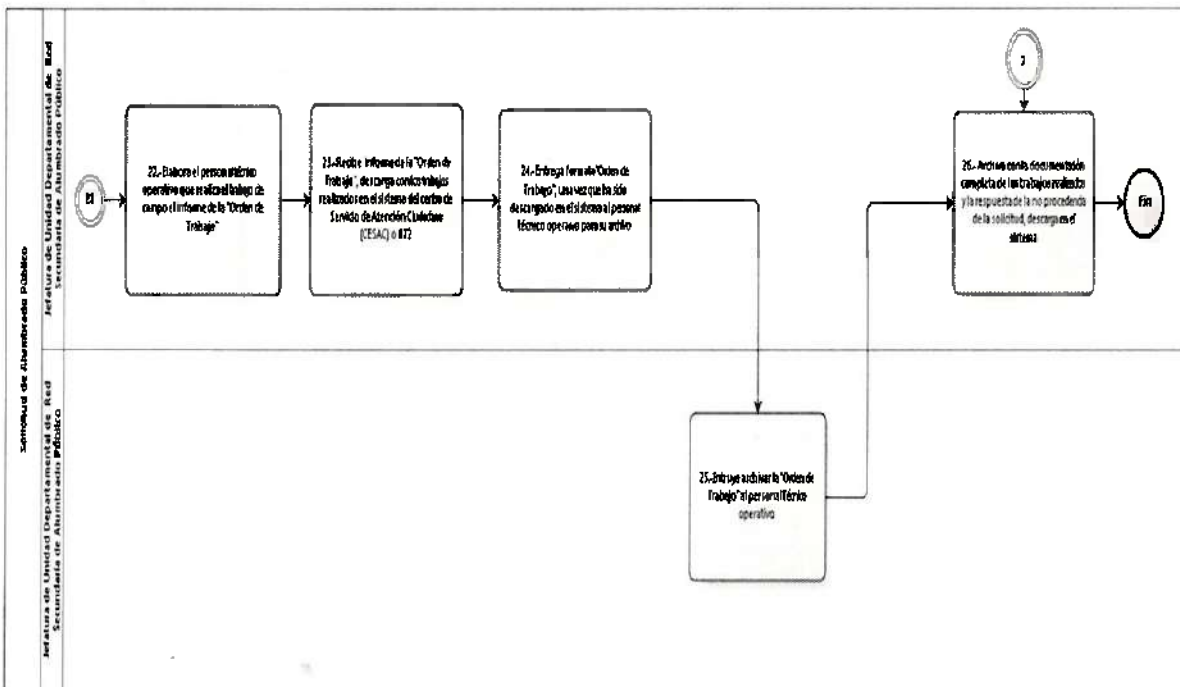 Solicitud de Alumbrado Público
Jefatura de Unidad Departamental de Red
Secundaria de Alumbrado Público
22.-Elabora el personal técnico
operativo que realiza el trabajo de
campo el informe de la "Orden de
Trabajo"
23.-Recibe informe de la "Orden de
Trabajo", descarga con los trabajos
realizados en el sistema del centro de
Servicio de Atención Ciudadana
(CESAC) o 072
24.-Entrega formato "Orden de
Trabajo", una vez que ha sido
descargado en el sistema al personal
técnico operativo para su archivo
26.- Archiva con la documentación
completa de los trabajos realizados
y la respuesta de la no procedencia
de la solicitud, descarga en el
sistema
Fin
Jefatura de Unidad Departamental de Red
Secundaria de Alumbrado Público
25.-Intruye archivar la "Orden de
Trabajo" al personal Técnico
operativo